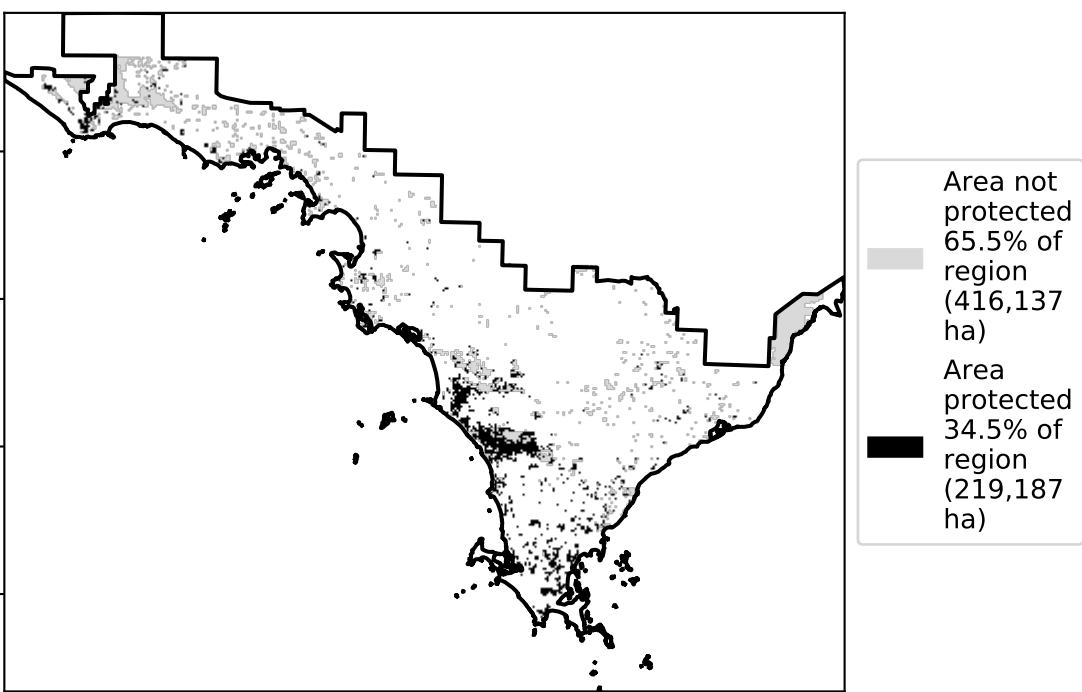 Area not
protected
65.5% of
region
(416,137
ha)
Area
protected
34.5% of
region
(219,187
ha)